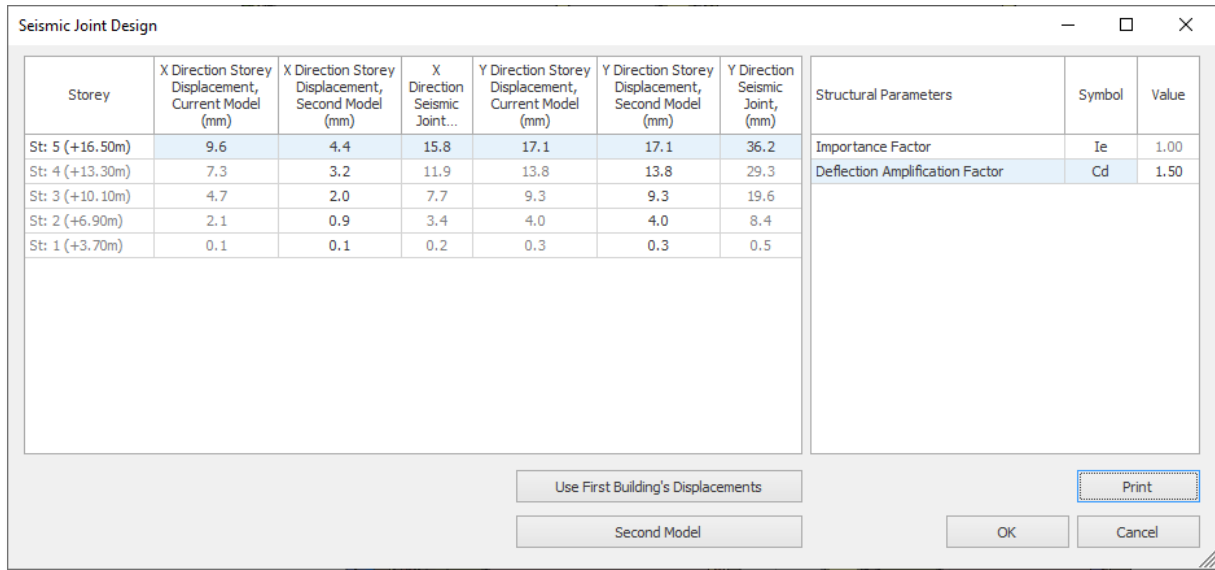 Seismic Joint Design
Storey
X Direction Storey
Displacement,
Current Model
(mm)
X Direction Storey
Displacement,
Second Model
(mm)
X
Direction
Seismic
Joint...
Y Direction Storey
Displacement,
Current Model
(mm)
Y Direction Storey
Displacement,
Second Model
(mm)
Y Direction
Seismic
Joint,
(mm)
St: 5 (+16.50m) 9.6 4.4 15.8 17.1 17.1 36.2
St: 4 (+13.30m) 7.3 3.2 11.9 13.8 13.8 29.3
St: 3 (+10.10m) 4.7 2.0 7.7 9.3 9.3 19.6
St: 2 (+6.90m) 2.1 0.9 3.4 4.0 4.0 8.4
St: 1 (+3.70m) 0.1 0.1 0.2 0.3 0.3 0.5
Structural Parameters Symbol Value
Importance Factor Ie 1.00
Deflection Amplification Factor Cd 1.50
Use First Building's Displacements
Print
Second Model
OK
Cancel